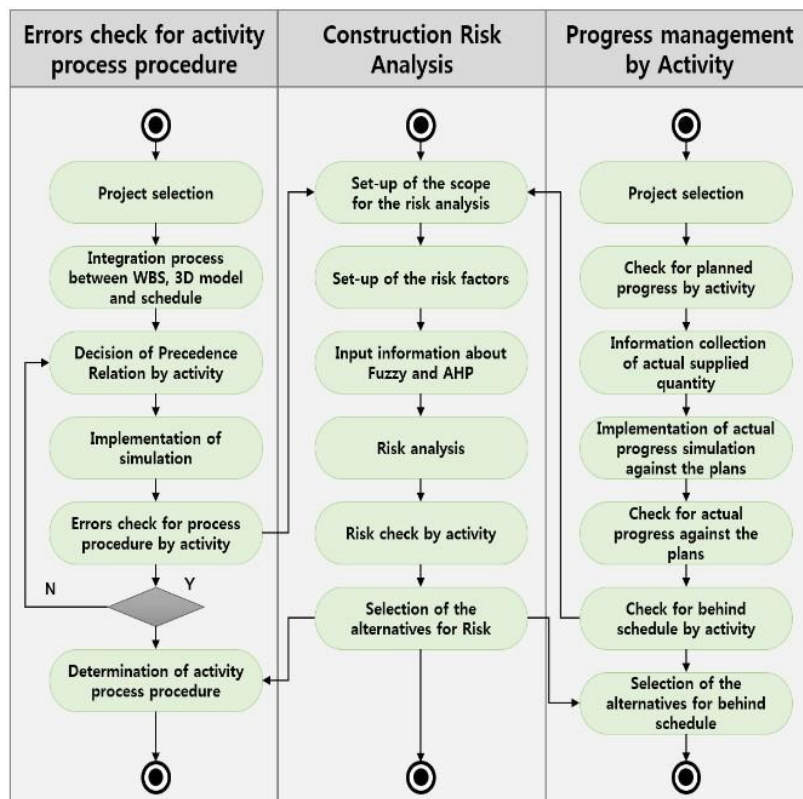 Errors check for activity
process procedure
Construction Risk
Analysis
Progress management
by Activity
Project selection
Integration process
between WBS, 3D model
and schedule
Decision of Precedence
Relation by activity
Implementation of
simulation
Errors check for process
procedure by activity
N
Y
Determination of activity
process procedure
Set-up of the scope
for the risk analysis
Set-up of the risk factors
Input information about
Fuzzy and AHP
Risk analysis
Risk check by activity
Selection of the
alternatives for Risk
Project selection
Check for planned
progress by activity
Information collection
of actual supplied
quantity
Implementation of actual
progress simulation
against the plans
Check for actual
progress against the
plans
Check for behind
schedule by activity
Selection of the
alternatives for behind
schedule